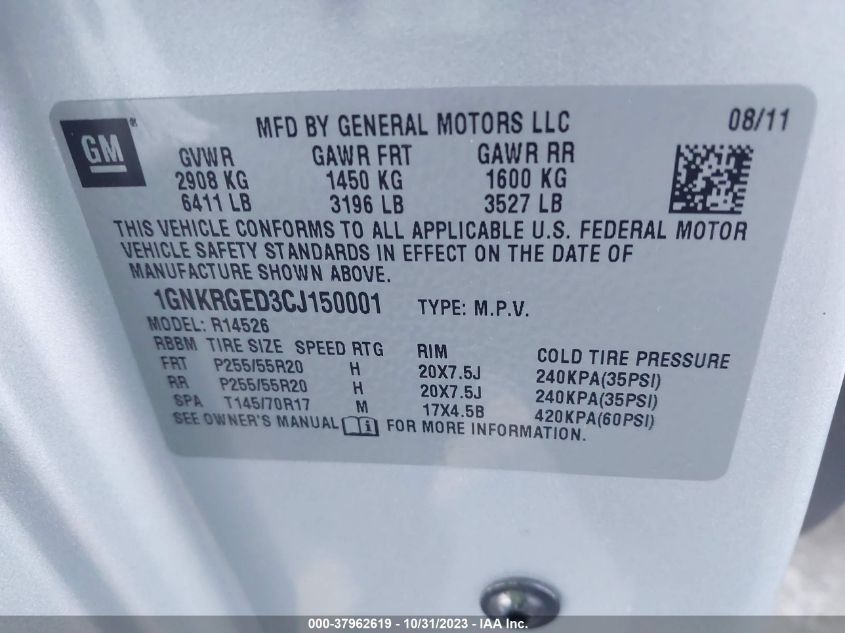 GM®
MFD BY GENERAL MOTORS LLC 08/11
GVWR GAWR FRT GAWR RR
2908 KG 1450 KG 1600 KG
6411 LB 3196 LB 3527 LB
THIS VEHICLE CONFORMS TO ALL APPLICABLE U.S. FEDERAL MOTOR
VEHICLE SAFETY STANDARDS IN EFFECT ON THE DATE OF
MANUFACTURE SHOWN ABOVE.
1GNKRGED3CJ150001 TYPE: M.P.V.
MODEL: R14526
RBBM TIRE SIZE SPEED RTG RIM COLD TIRE PRESSURE
FRT P255/55R20 H 20X7.5J 240KPA(35PSI)
RR P255/55R20 H 20X7.5J 240KPA(35PSI)
SPA T145/70R17 M 17X4.5B 420KPA(60PSI)
SEE OWNER'S MANUAL i FOR MORE INFORMATION.
000-37962619 - 10/31/2023 - IAA Inc.